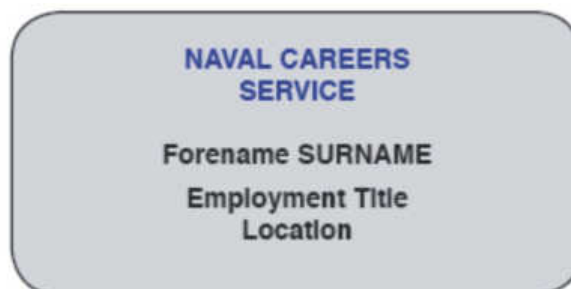 NAVAL CAREERS
SERVICE
Forename SURNAME
Employment Title
Location